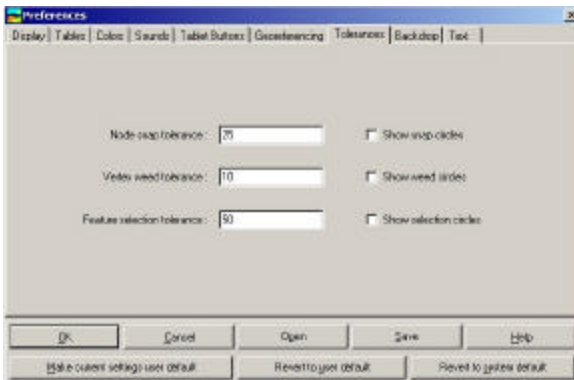 Preferences
Display Tables Colors Sounds Tablet Buttons Georeferencing Tolerances Backdrop Text
Node snap tolerance: 25 Show snap circles
Vertex weed tolerance: 10 Show weed circles
Feature selection tolerance: 50 Show selection circles
OK Cancel Open Save Help
Make current settings user default Revert to user default Revert to system default